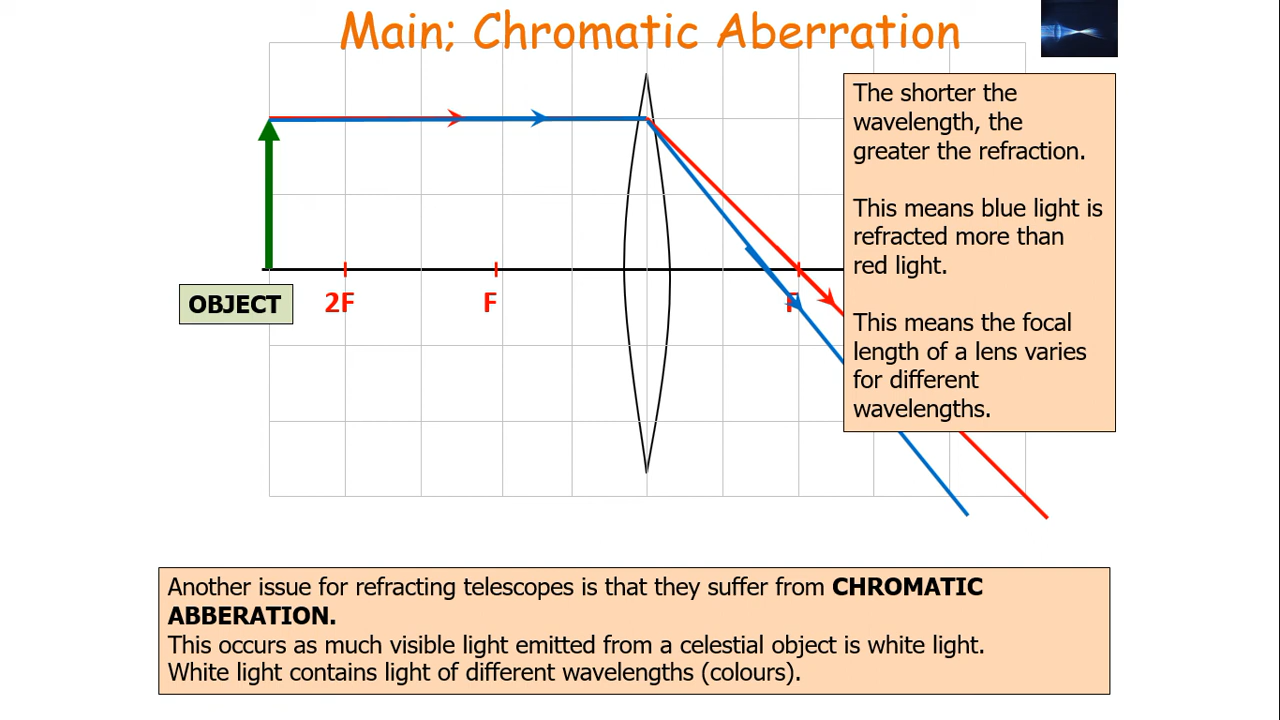 Main; Chromatic Aberration
The shorter the
wavelength, the
greater the refraction.
This means blue light is
refracted more than
red light.
This means the focal
length of a lens varies
for different
wavelengths.
OBJECT
2F
F
F
Another issue for refracting telescopes is that they suffer from CHROMATIC
ABBERATION.
This occurs as much visible light emitted from a celestial object is white light.
White light contains light of different wavelengths (colours).